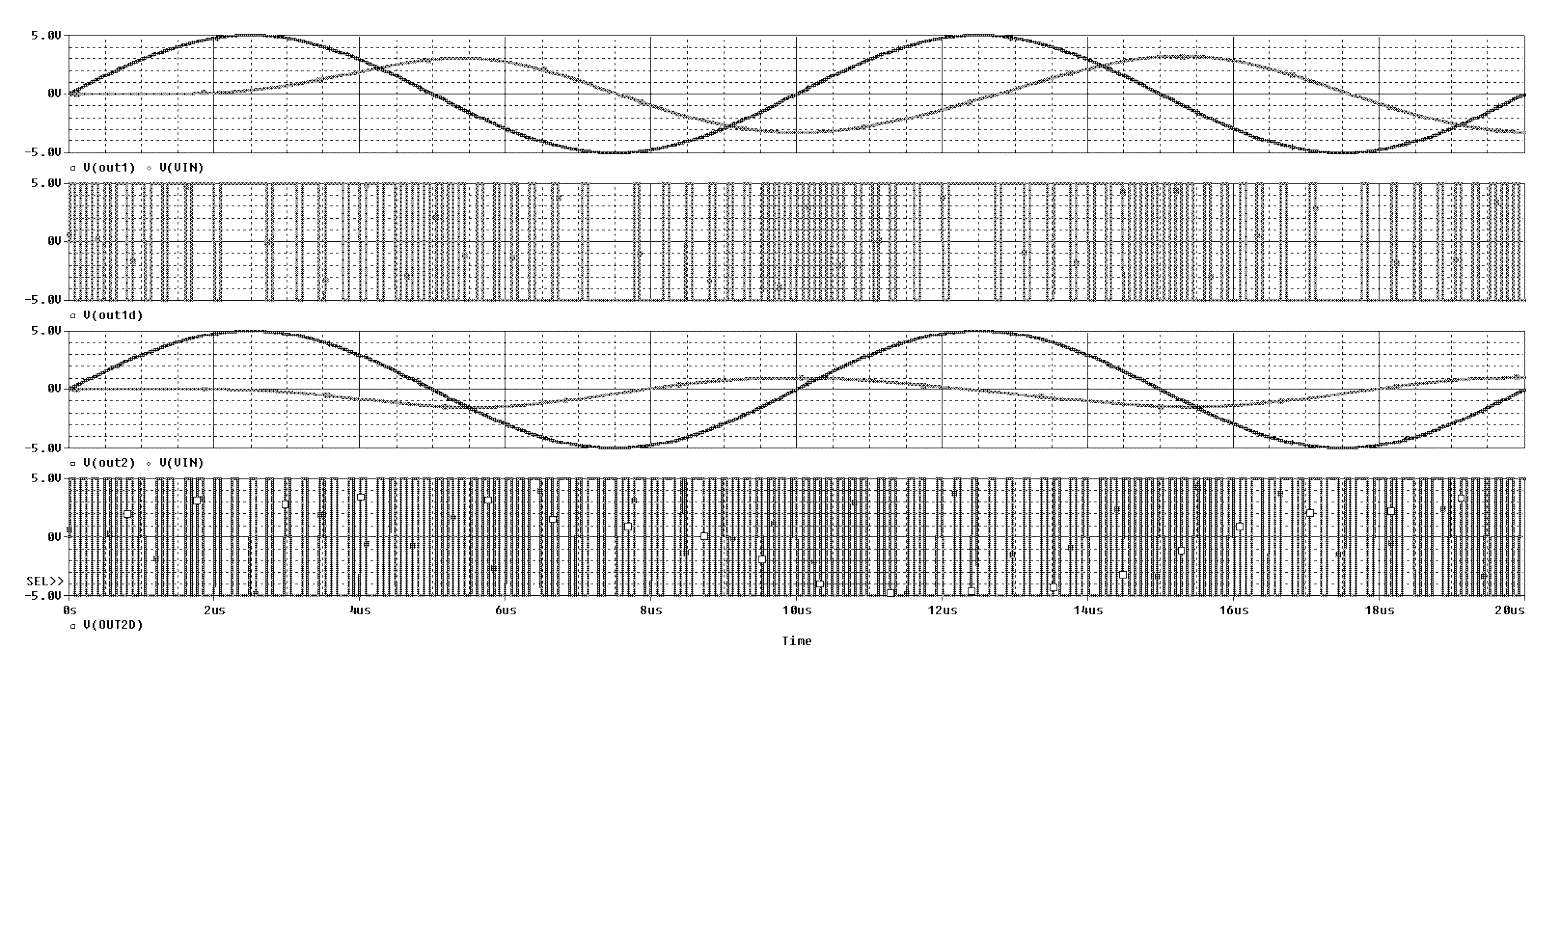 5.0V
0V
-5.0V
V(out1) V(VIN)
5.0V
0V
-5.0V
V(out1d)
5.0V
0V
-5.0V
V(out2) V(VIN)
5.0V
0V
SEL>>
-5.0V
0s 2us 4us 6us 8us 10us 12us 14us 16us 18us 20us
V(OUT2D)
Time